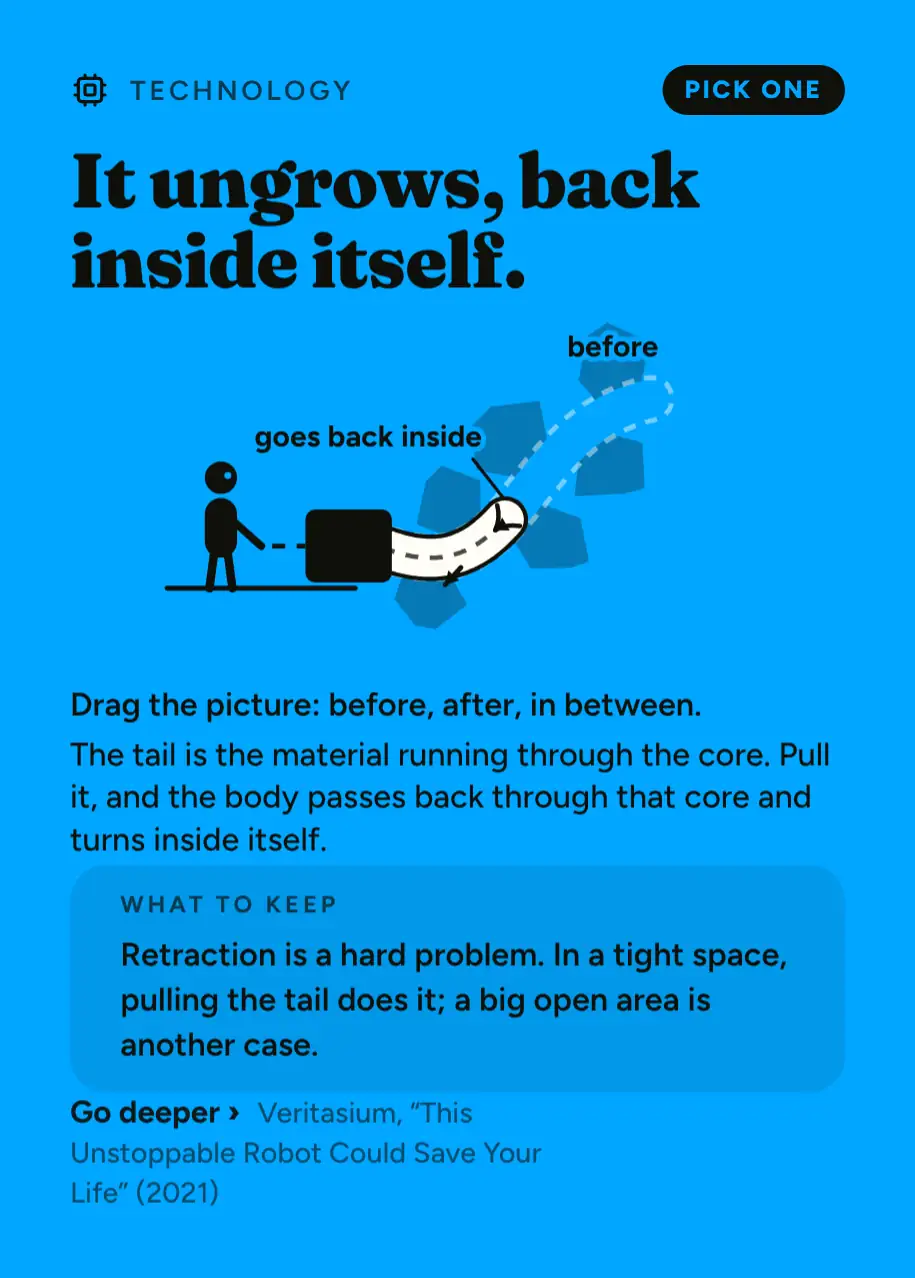 TECHNOLOGY
PICK ONE
It ungrows, back
inside itself.
before
goes back inside
Drag the picture: before, after, in between.
The tail is the material running through the core. Pull
it, and the body passes back through that core and
turns inside itself.
WHAT TO KEEP
Retraction is a hard problem. In a tight space,
pulling the tail does it; a big open area is
another case.
Go deeper › Veritasium, “This
Unstoppable Robot Could Save Your
Life” (2021)